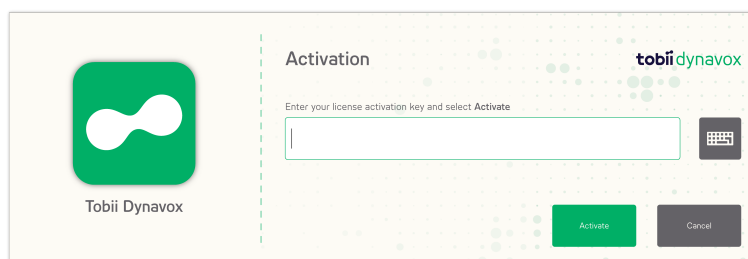 Activation
tobii dynavox
Enter your license activation key and select Activate
Tobii Dynavox
Activate
Cancel